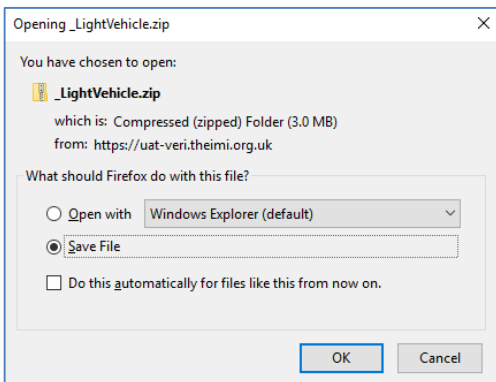 Opening _LightVehicle.zip
You have chosen to open:
_LightVehicle.zip
which is: Compressed (zipped) Folder (3.0 MB)
from: https://uat-veri.theimi.org.uk
What should Firefox do with this file?
Open with Windows Explorer (default)
Save File
Do this automatically for files like this from now on.
OK Cancel